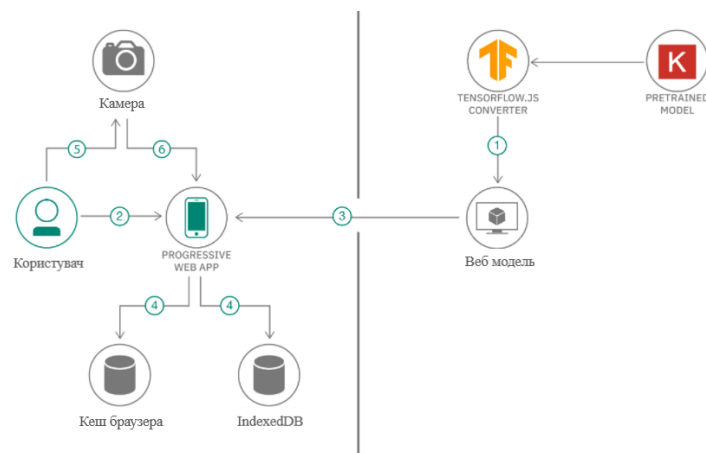 Камера
TENSORFLOW.JS
CONVERTER
K
PRETRAINED
MODEL
5
6
1
2
3
Користувач
PROGRESSIVE
WEB APP
Веб модель
4
4
Кеш браузера
IndexedDB